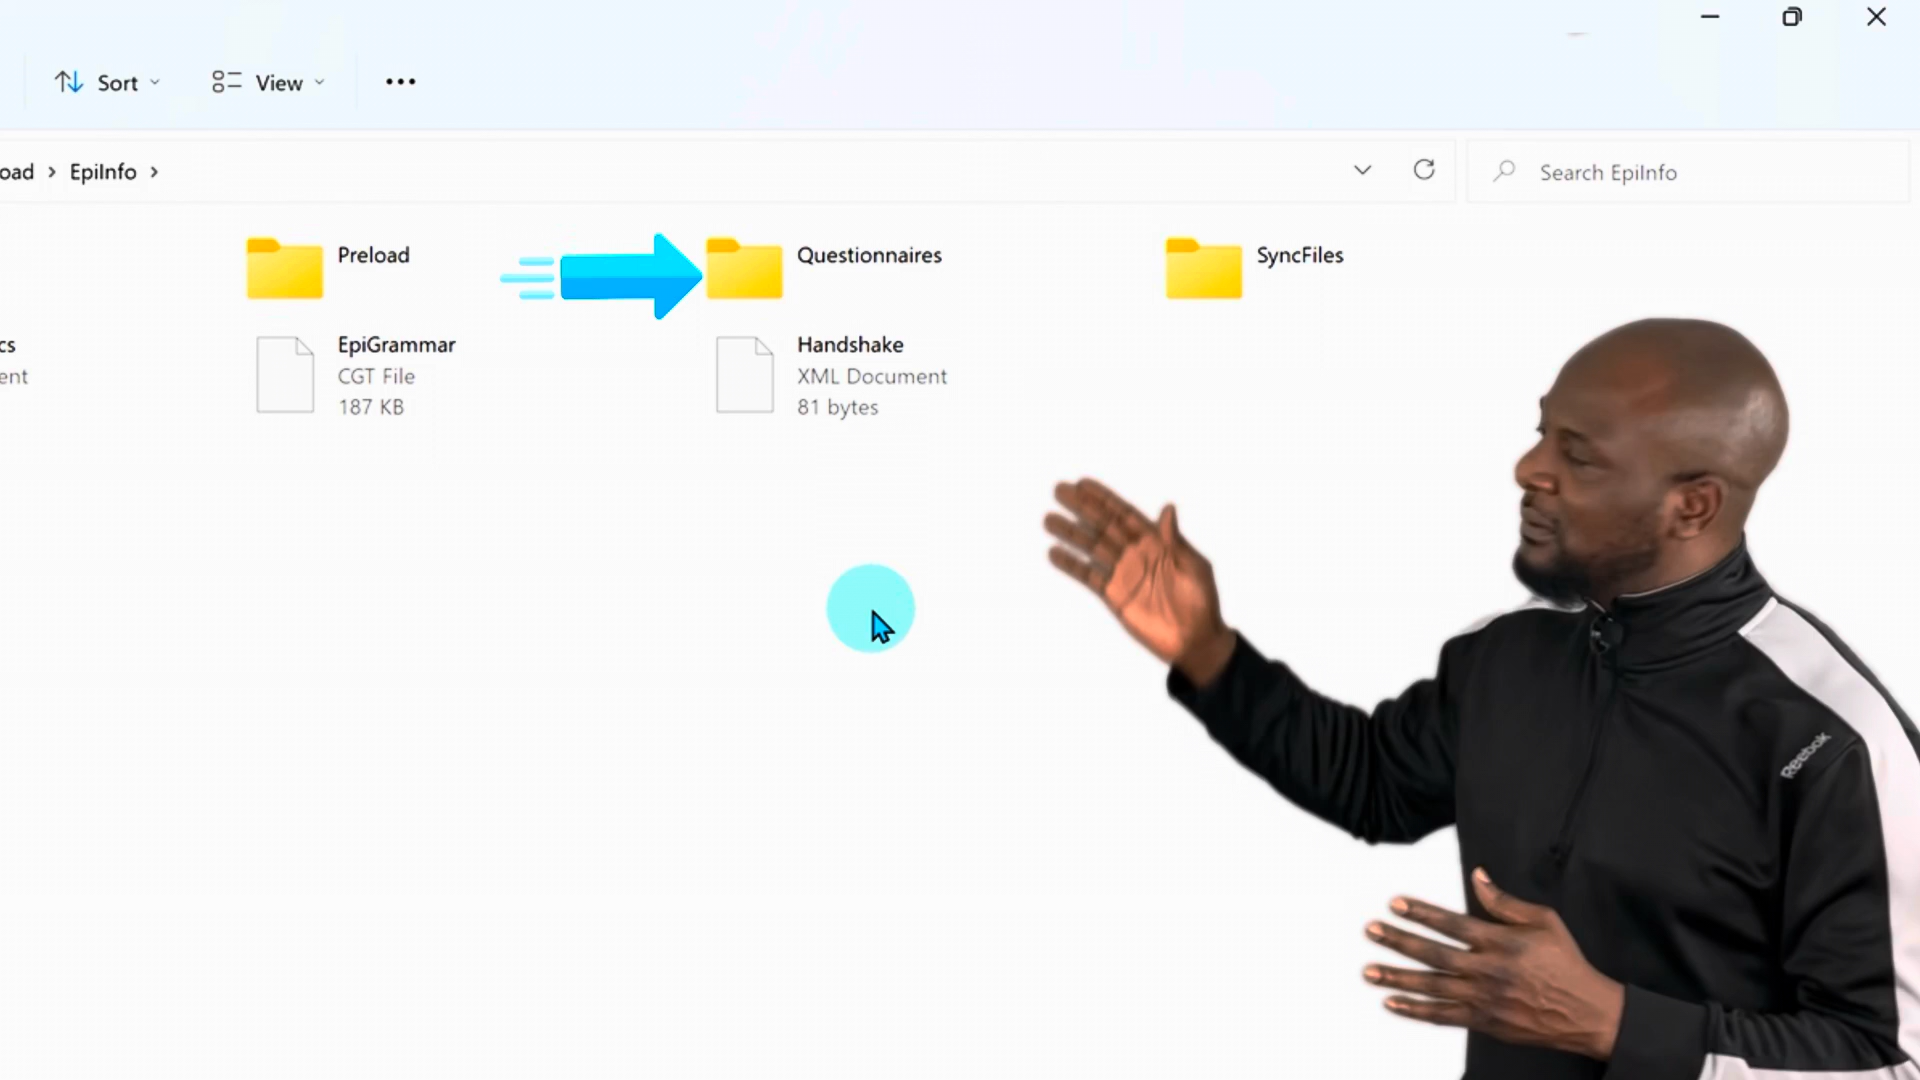 Sort
View
oad > EpiInfo >
Search EpiInfo
Preload
Questionnaires
SyncFiles
cs
ent
EpiGrammar
CGT File
187 KB
Handshake
XML Document
81 bytes
Reebok